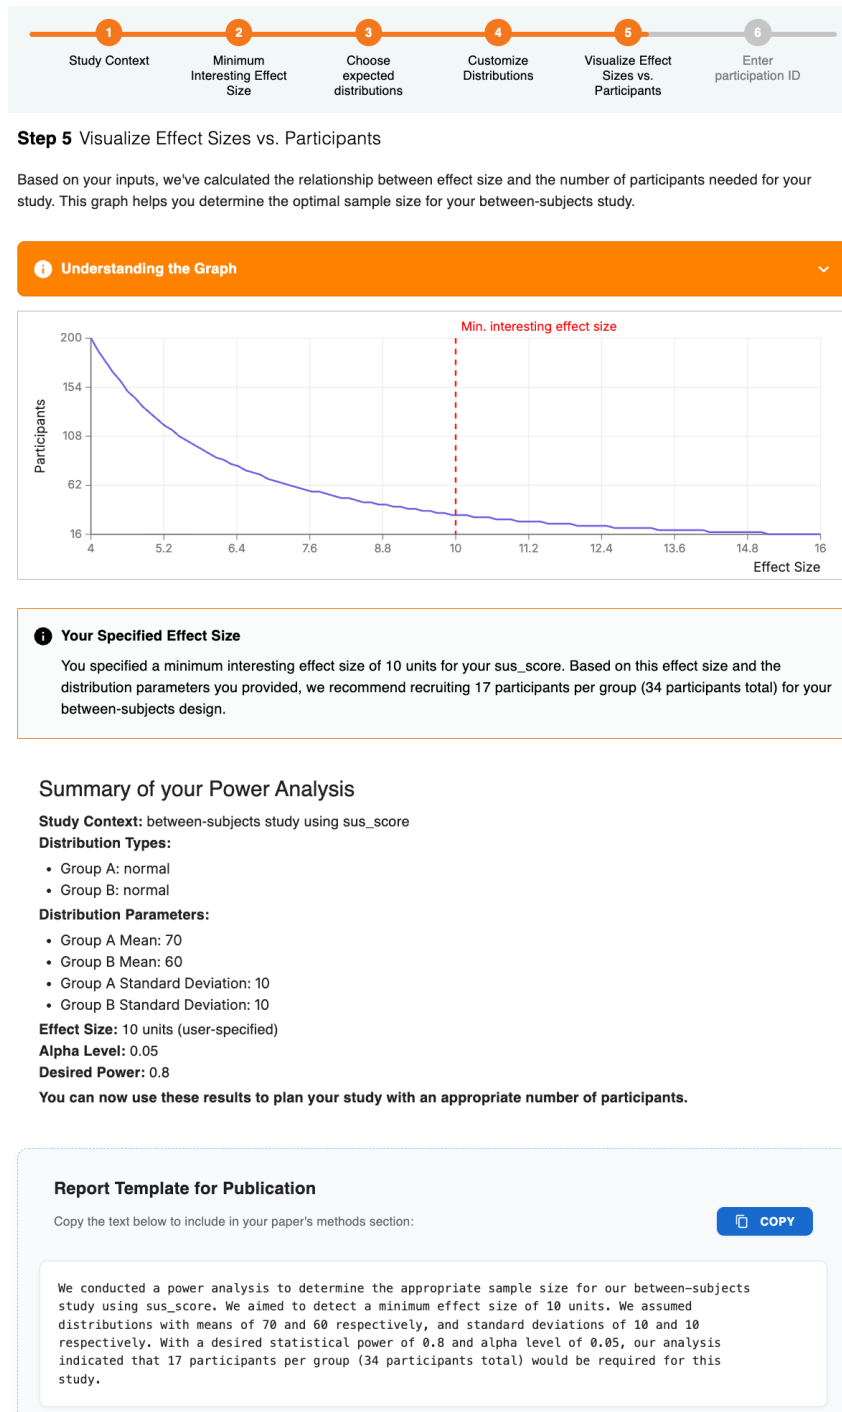 1 2 3 4 5 6
Study Context
Minimum
Interesting Effect
Size
Choose
expected
distributions
Customize
Distributions
Visualize Effect
Sizes vs.
Participants
Enter
participation ID
Step 5 Visualize Effect Sizes vs. Participants
Based on your inputs, we've calculated the relationship between effect size and the number of participants needed for your
study. This graph helps you determine the optimal sample size for your between-subjects study.
Understanding the Graph
Min. interesting effect size
200
154
108
62
16
Participants
4 5.2 6.4 7.6 8.8 10 11.2 12.4 13.6 14.8 16
Effect Size
Your Specified Effect Size
You specified a minimum interesting effect size of 10 units for your sus_score. Based on this effect size and the
distribution parameters you provided, we recommend recruiting 17 participants per group (34 participants total) for your
between-subjects design.
Summary of your Power Analysis
Study Context: between-subjects study using sus_score
Distribution Types:
• Group A: normal
• Group B: normal
Distribution Parameters:
• Group A Mean: 70
• Group B Mean: 60
• Group A Standard Deviation: 10
• Group B Standard Deviation: 10
Effect Size: 10 units (user-specified)
Alpha Level: 0.05
Desired Power: 0.8
You can now use these results to plan your study with an appropriate number of participants.
Report Template for Publication
Copy the text below to include in your paper's methods section:
COPY
We conducted a power analysis to determine the appropriate sample size for our between-subjects
study using sus_score. We aimed to detect a minimum effect size of 10 units. We assumed
distributions with means of 70 and 60 respectively, and standard deviations of 10 and 10
respectively. With a desired statistical power of 0.8 and alpha level of 0.05, our analysis
indicated that 17 participants per group (34 participants total) would be required for this
study.